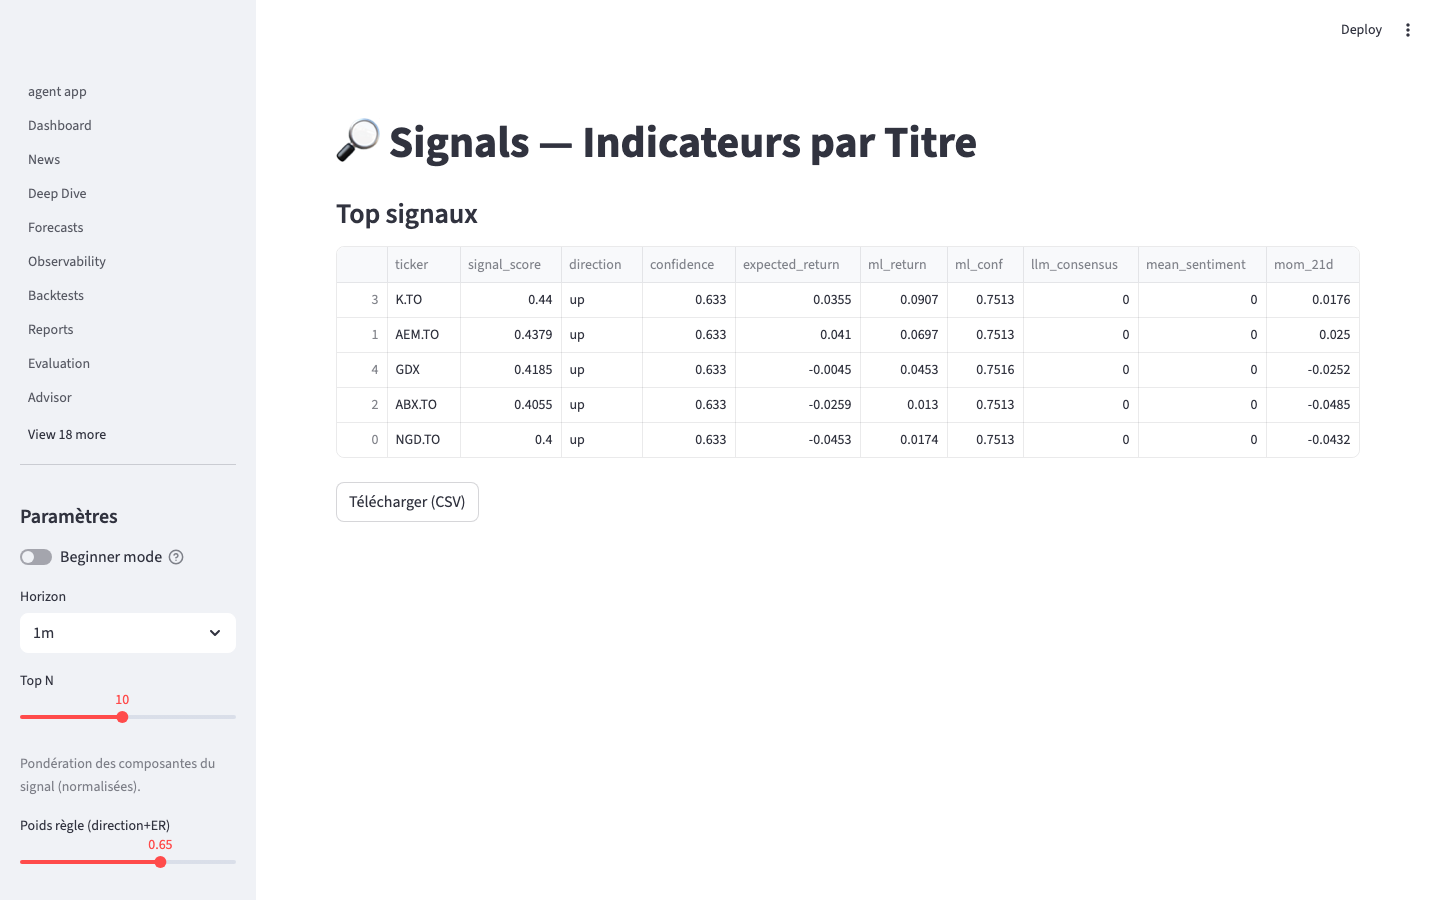 Deploy
agent app
Dashboard
News
Deep Dive
Forecasts
Observability
Backtests
Reports
Evaluation
Advisor
View 18 more
Paramètres
Beginner mode
Horizon
1m
Top N
10
Pondération des composantes du
signal (normalisées).
Poids règle (direction+ER)
0.65
Signals — Indicateurs par Titre
Top signaux
ticker signal_score direction confidence expected_return ml_return ml_conf llm_consensus mean_sentiment mom_21d
3 K.TO 0.44 up 0.633 0.0355 0.0907 0.7513 0 0 0.0176
1 AEM.TO 0.4379 up 0.633 0.041 0.0697 0.7513 0 0 0.025
4 GDX 0.4185 up 0.633 -0.0045 0.0453 0.7516 0 0 -0.0252
2 ABX.TO 0.4055 up 0.633 -0.0259 0.013 0.7513 0 0 -0.0485
0 NGD.TO 0.4 up 0.633 -0.0453 0.0174 0.7513 0 0 -0.0432
Télécharger (CSV)